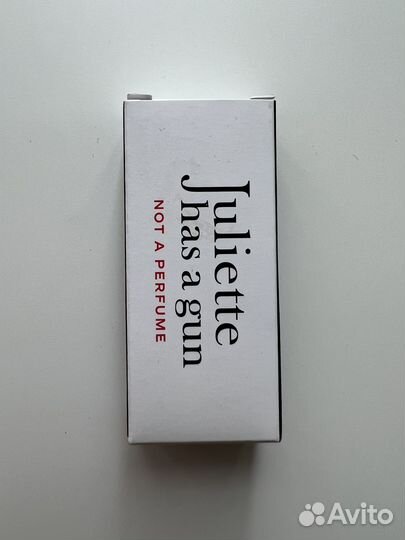 Juliette
has a gun
NOT A PERFUME
Avito